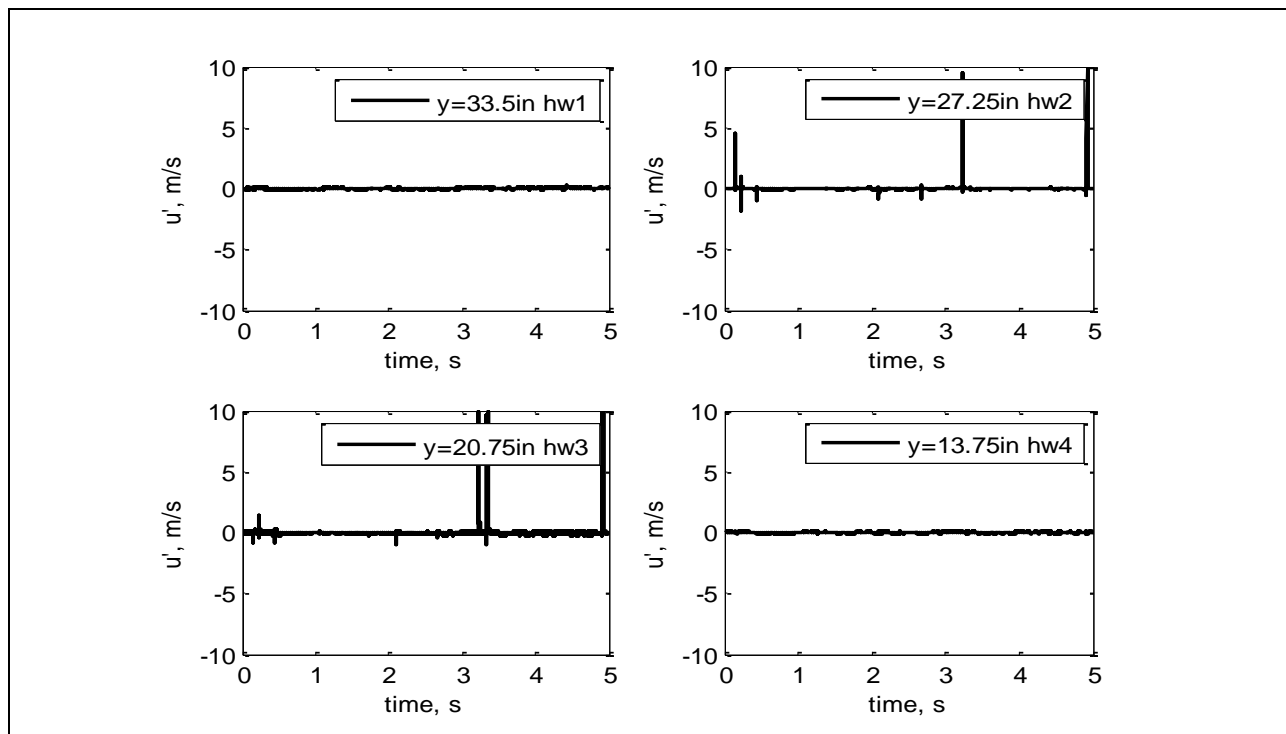 10
5
0
-5
-10
u', m/s
y=33.5in hw1
0 1 2 3 4 5
time, s
10
5
0
-5
-10
u', m/s
y=27.25in hw2
0 1 2 3 4 5
time, s
10
5
0
-5
-10
u', m/s
y=20.75in hw3
0 1 2 3 4 5
time, s
10
5
0
-5
-10
u', m/s
y=13.75in hw4
0 1 2 3 4 5
time, s